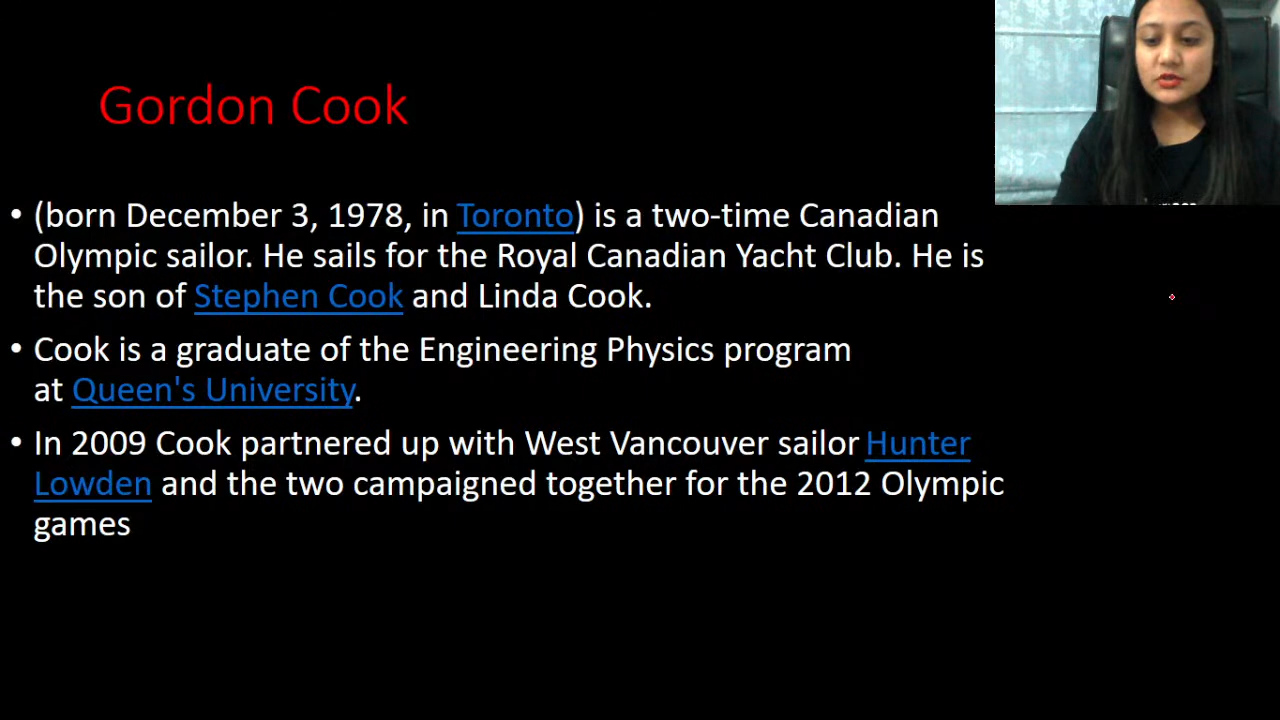 Gordon Cook
• (born December 3, 1978, in Toronto) is a two-time Canadian
Olympic sailor. He sails for the Royal Canadian Yacht Club. He is
the son of Stephen Cook and Linda Cook.
• Cook is a graduate of the Engineering Physics program
at Queen's University.
• In 2009 Cook partnered up with West Vancouver sailor Hunter
Lowden and the two campaigned together for the 2012 Olympic
games